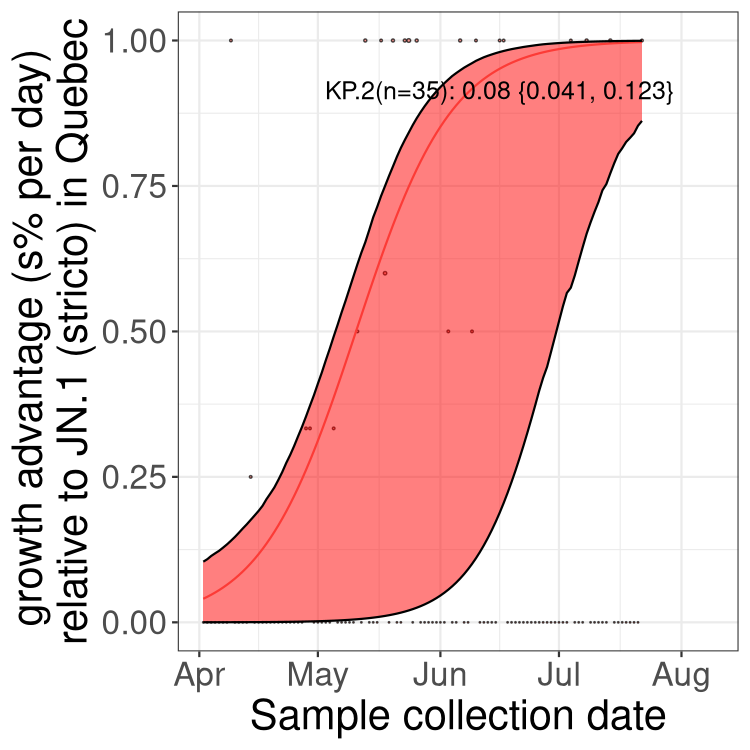 growth advantage (s% per day)
relative to JN.1 (stricto) in Quebec
1.00
0.75
0.50
0.25
0.00
KP.2(n=35): 0.08 {0.041, 0.123}
Apr May Jun Jul Aug
Sample collection date